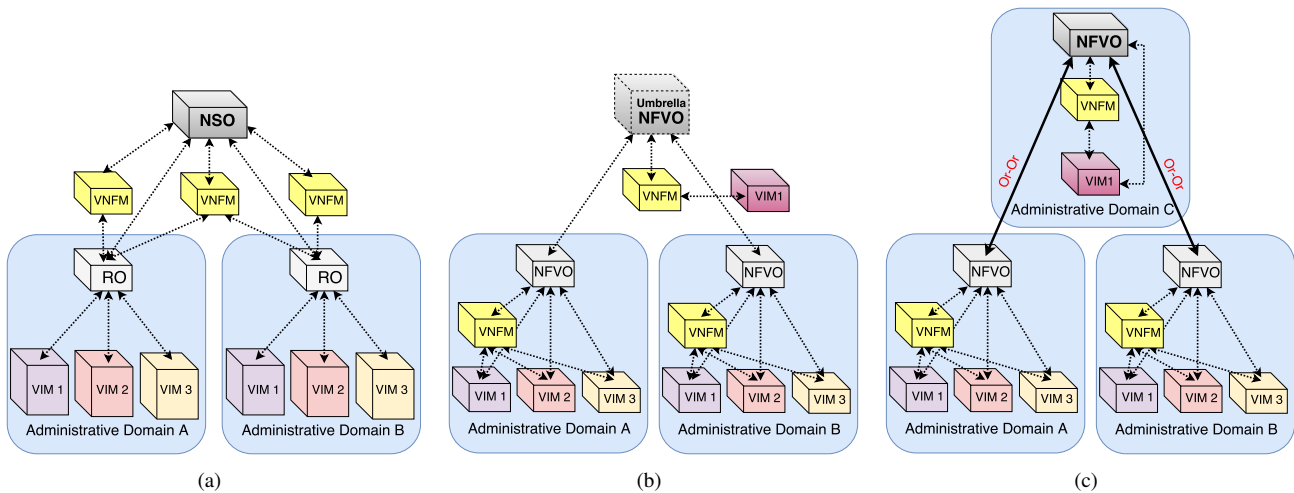 NSO
VNFM
VNFM
VNFM
RO
RO
VIM 1
VIM 2
VIM 3
VIM 1
VIM 2
VIM 3
Administrative Domain A
Administrative Domain B
(a)
Umbrella
NFVO
VNFM
VIM1
NFVO
NFVO
VNFM
VNFM
VIM 1
VIM 2
VIM 3
VIM 1
VIM 2
VIM 3
Administrative Domain A
Administrative Domain B
(b)
NFVO
VNFM
VIM1
Administrative Domain C
Or-Or
Or-Or
NFVO
NFVO
VNFM
VNFM
VIM 1
VIM 2
VIM 3
VIM 1
VIM 2
VIM 3
Administrative Domain A
Administrative Domain B
(c)